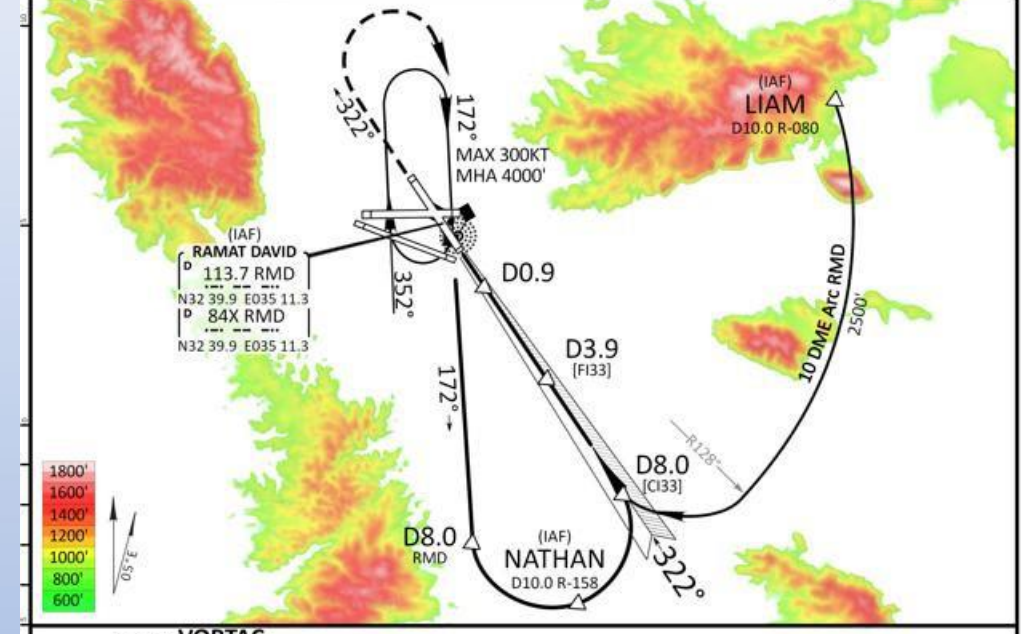 322°
172°
MAX 300KT
MHA 4000'
(IAF)
LIAM
D10.0 R-080
(IAF)
RAMAT DAVID
D 113.7 RMD
N32 39.9 E035 11.3
D 84X RMD
N32 39.9 E035 11.3
352°
D0.9
D3.9
[FI33]
10 DME Arc RMD
2500'
172°
R128°
D8.0
[CI33]
D8.0
RMD
(IAF)
NATHAN
D10.0 R-158
322°
1800'
1600'
1400'
1200'
1000'
800'
600'
05° E
VORTAC